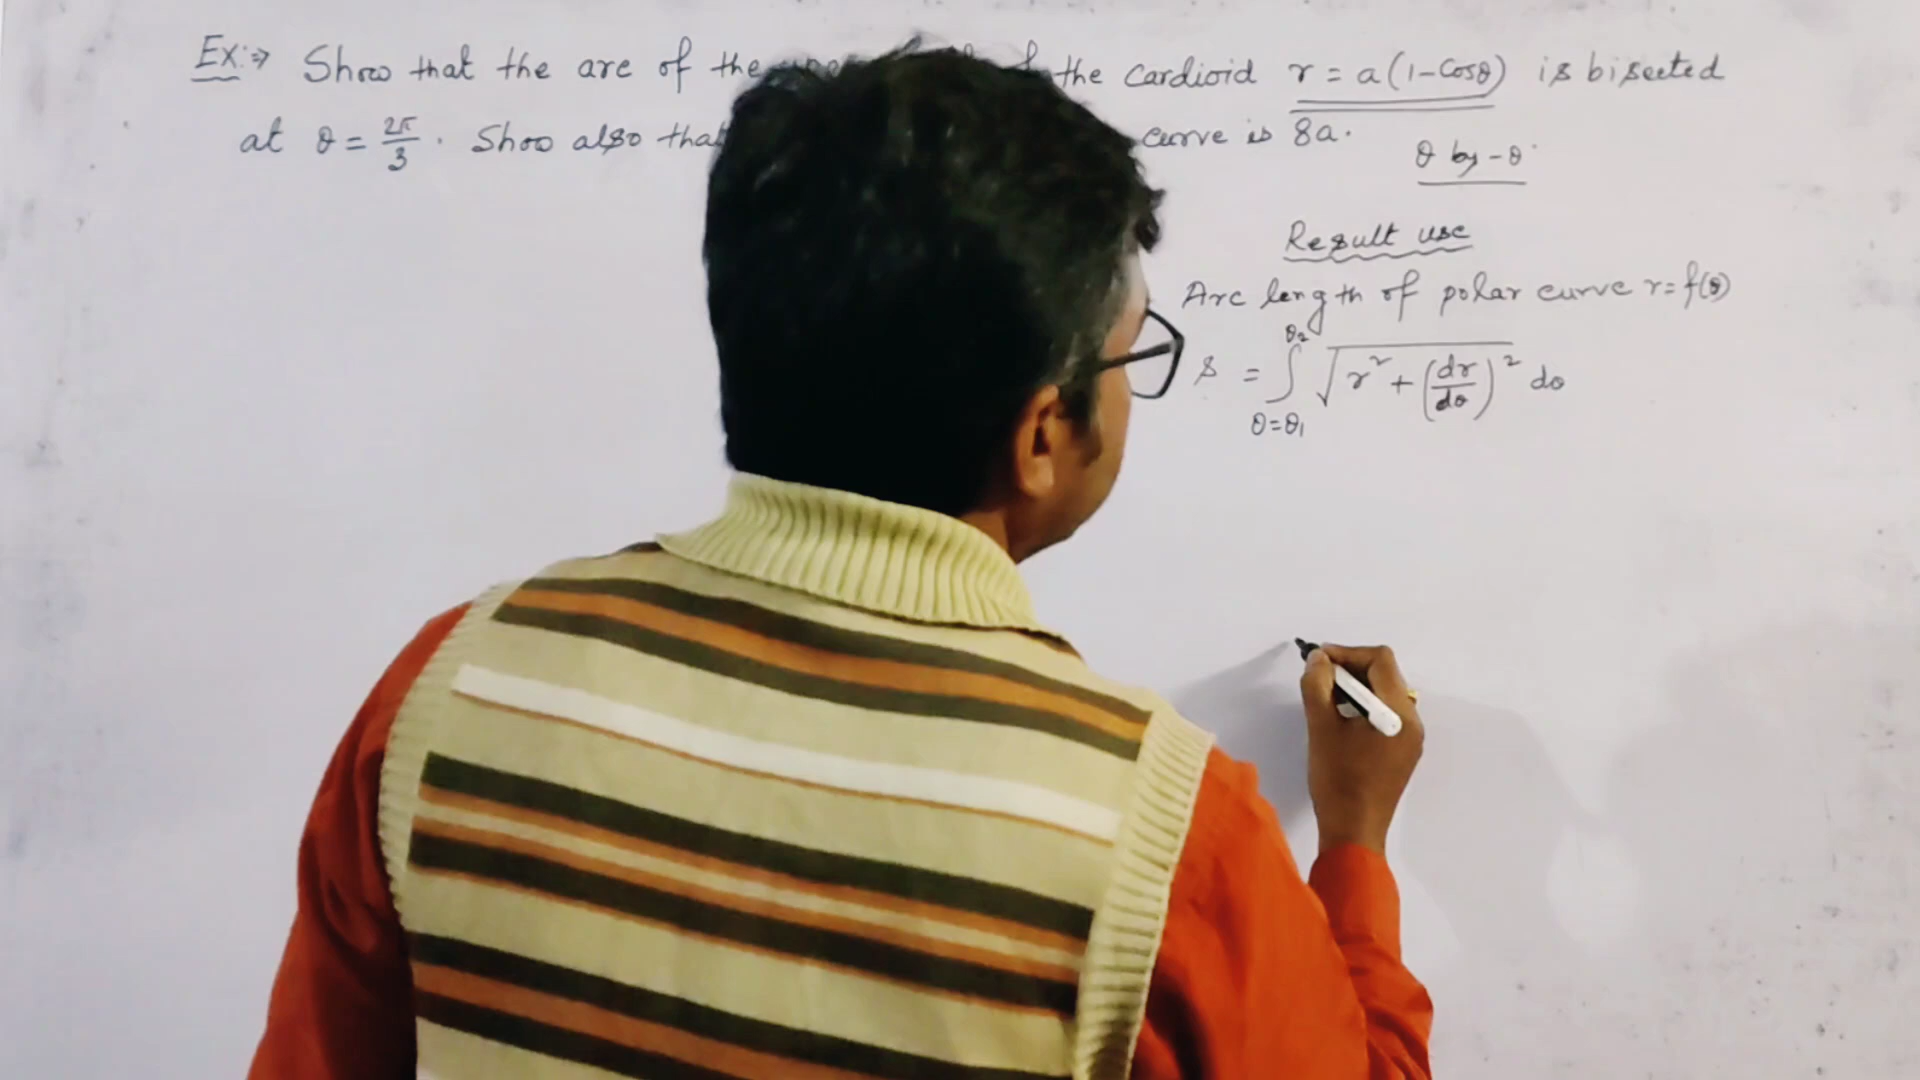 Ex:⇒ Show that the arc of the the Cardioid r = a(1-Cosθ) is bisected
at θ = 2π/3 . Show also that curve is 8a.
θ by -θ
Result use
Arc length of polar curve r = f(θ)
s = ∫_{θ=θ₁}^{θ₂} √(r² + (dr/dθ)²) dθ